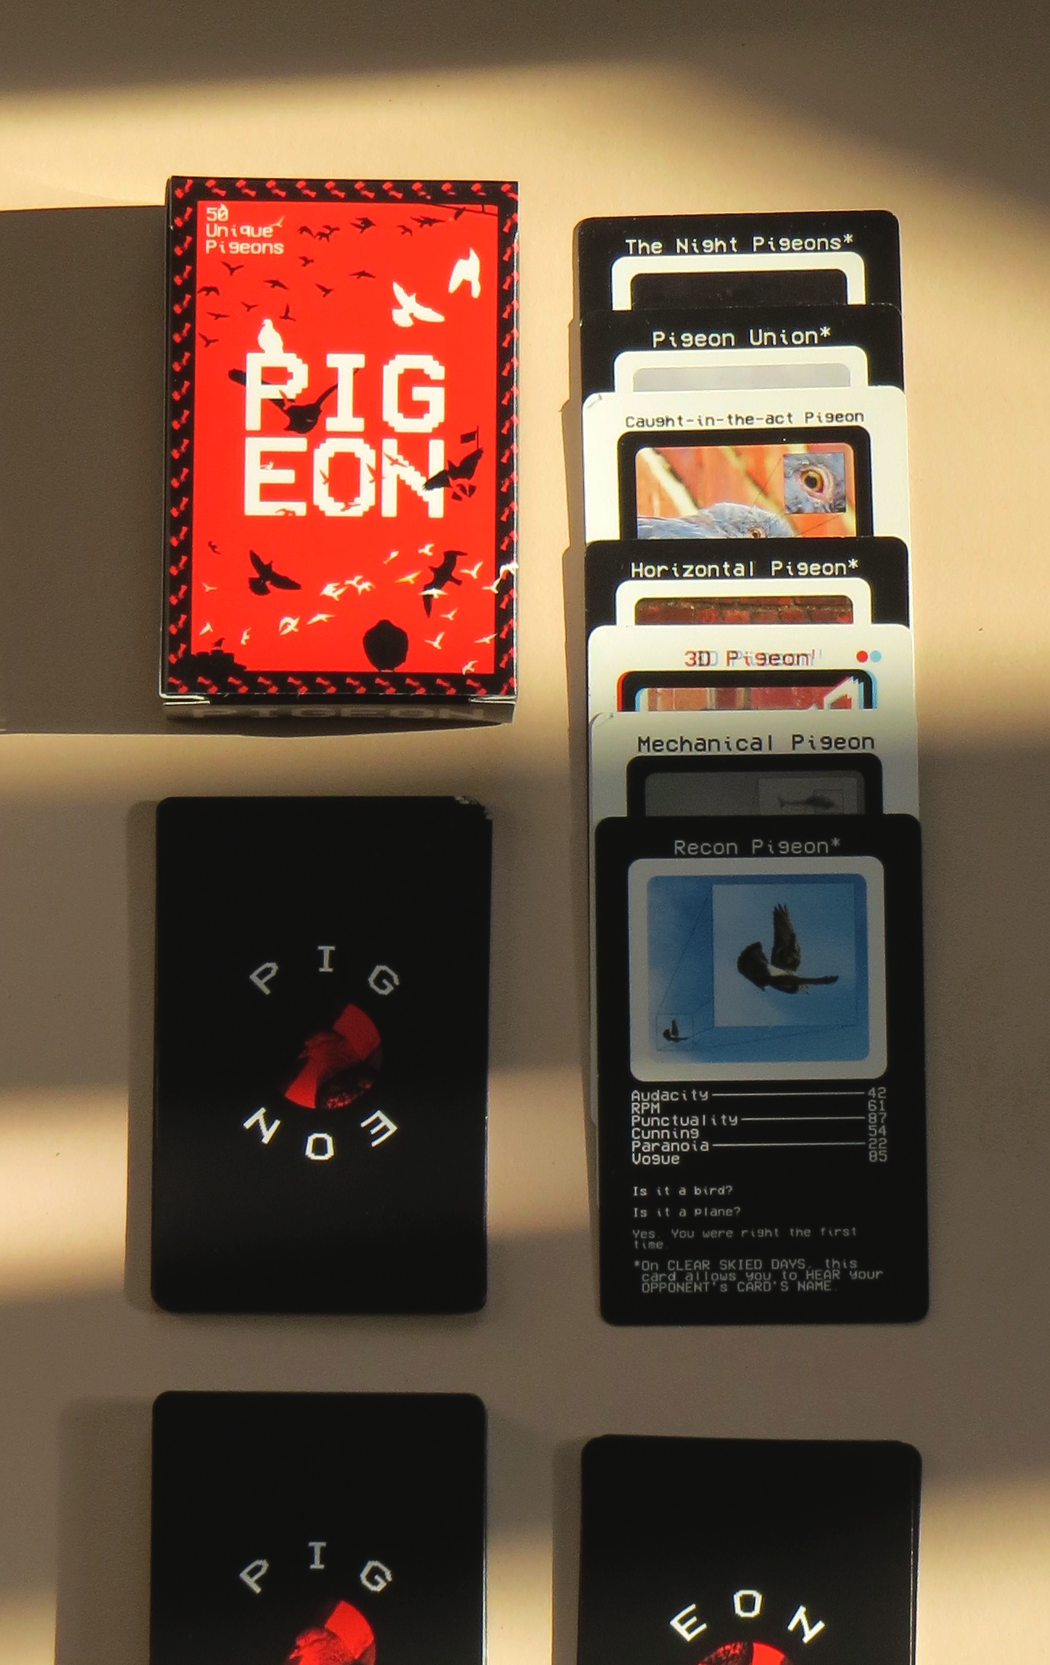 50
Unique
Pigeons
PIG
EON
PIGEON
The Night Pigeons*
Pigeon Union*
Caught-in-the-act Pigeon
Horizontal Pigeon*
3D Pigeon
Mechanical Pigeon
Recon Pigeon*
Audacity 42
RPM 61
Punctuality 87
Cunning 54
Paranoia 22
Vogue 85
Is it a bird?
Is it a plane?
Yes. You were right the first
time.
*On CLEAR SKIED DAYS, this
card allows you to HEAR your
OPPONENT's CARD'S NAME.
PIG
EON
PIG
EON